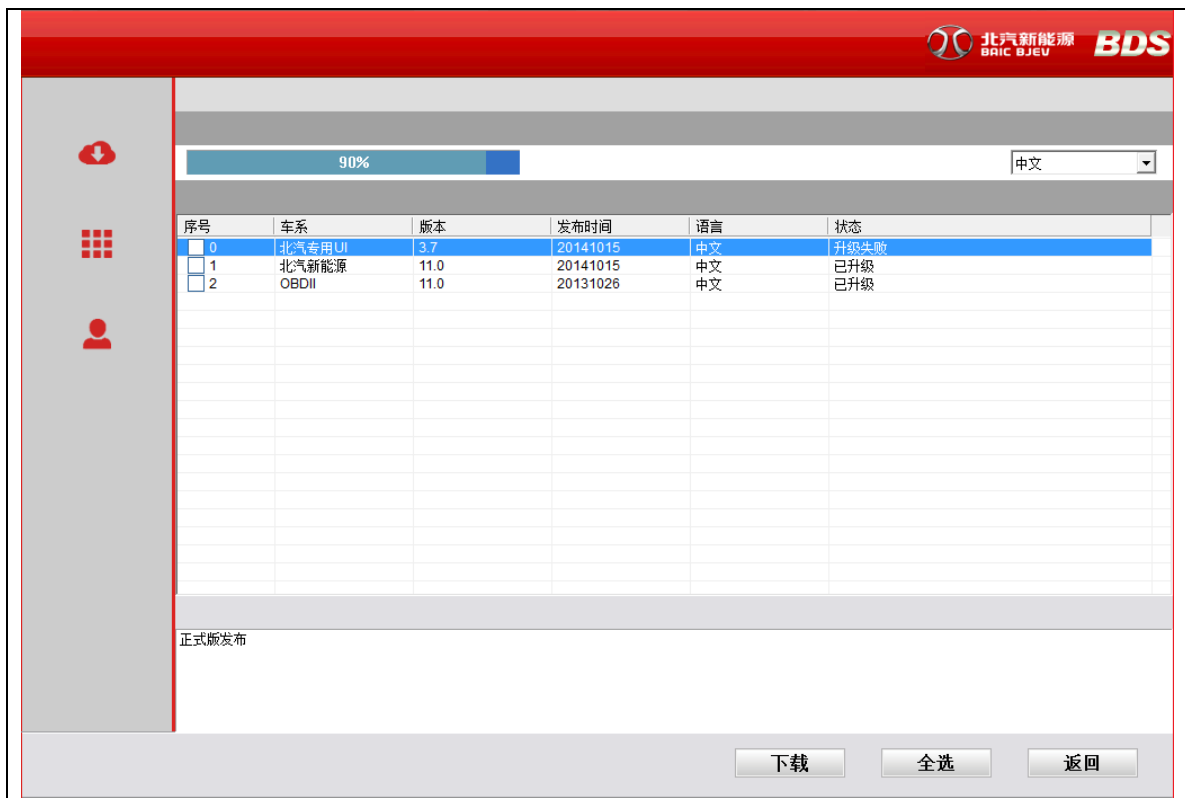 北汽新能源 BDS
BAIC BJEV
90% 中文
序号 车系 版本 发布时间 语言 状态
0 北汽专用UI 3.7 20141015 中文 升级失败
1 北汽新能源 11.0 20141015 中文 已升级
2 OBDII 11.0 20131026 中文 已升级
正式版发布
下载 全选 返回